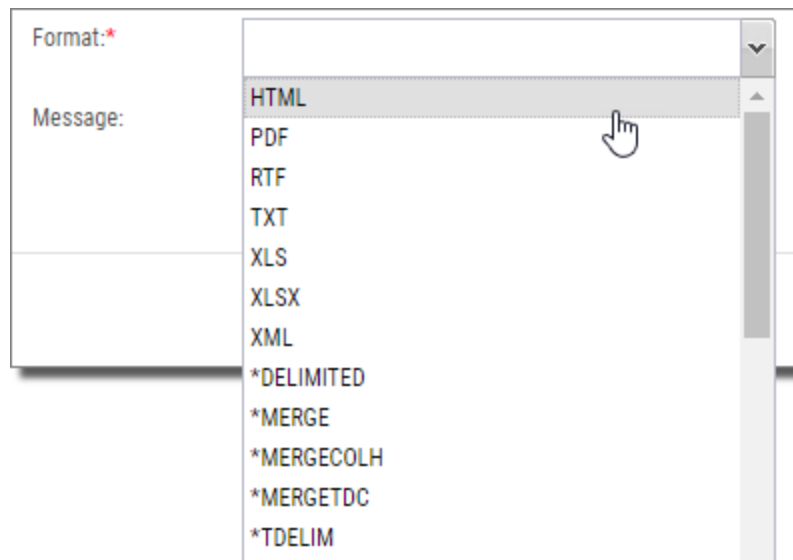 Format:*
HTML
Message:
PDF
RTF
TXT
XLS
XLSX
XML
*DELIMITED
*MERGE
*MERGECOLH
*MERGETDC
*TDELIM